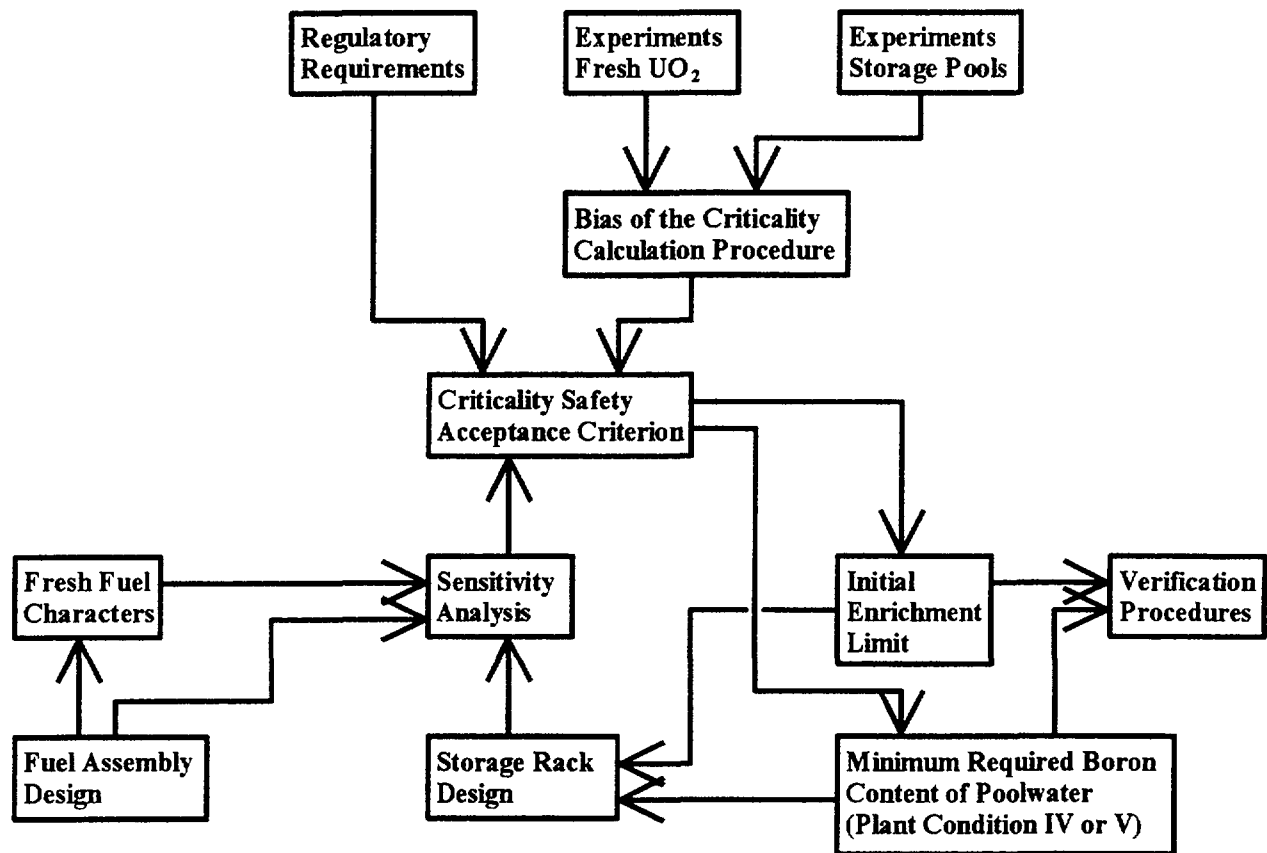 Regulatory
Requirements
Experiments
Fresh UO₂
Experiments
Storage Pools
Bias of the Criticality
Calculation Procedure
Criticality Safety
Acceptance Criterion
Fresh Fuel
Characters
Sensitivity
Analysis
Initial
Enrichment
Limit
Verification
Procedures
Fuel Assembly
Design
Storage Rack
Design
Minimum Required Boron
Content of Poolwater
(Plant Condition IV or V)